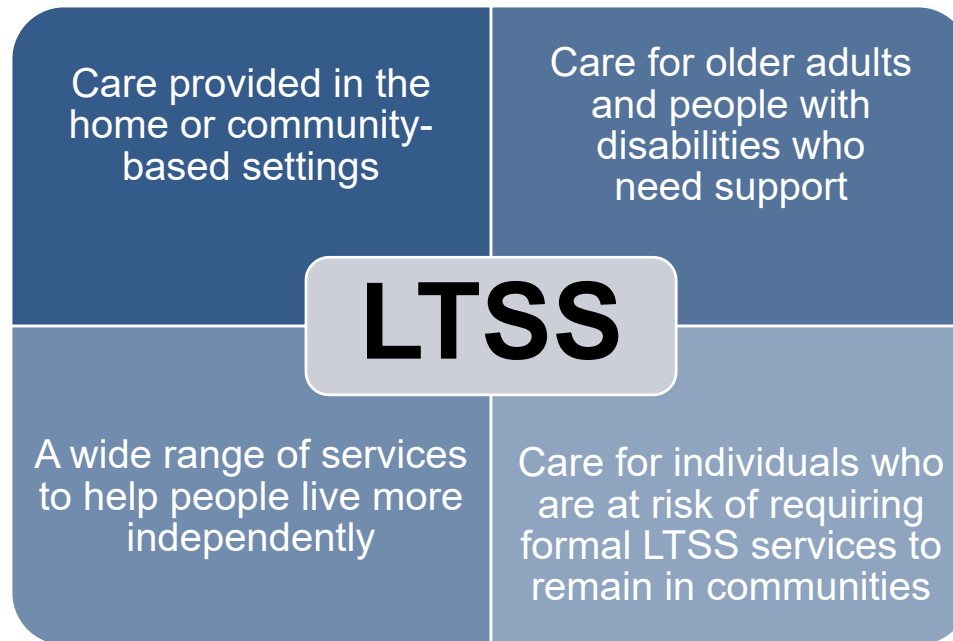 Care provided in the
home or community-
based settings
Care for older adults
and people with
disabilities who
need support
LTSS
A wide range of services
to help people live more
independently
Care for individuals who
are at risk of requiring
formal LTSS services to
remain in communities